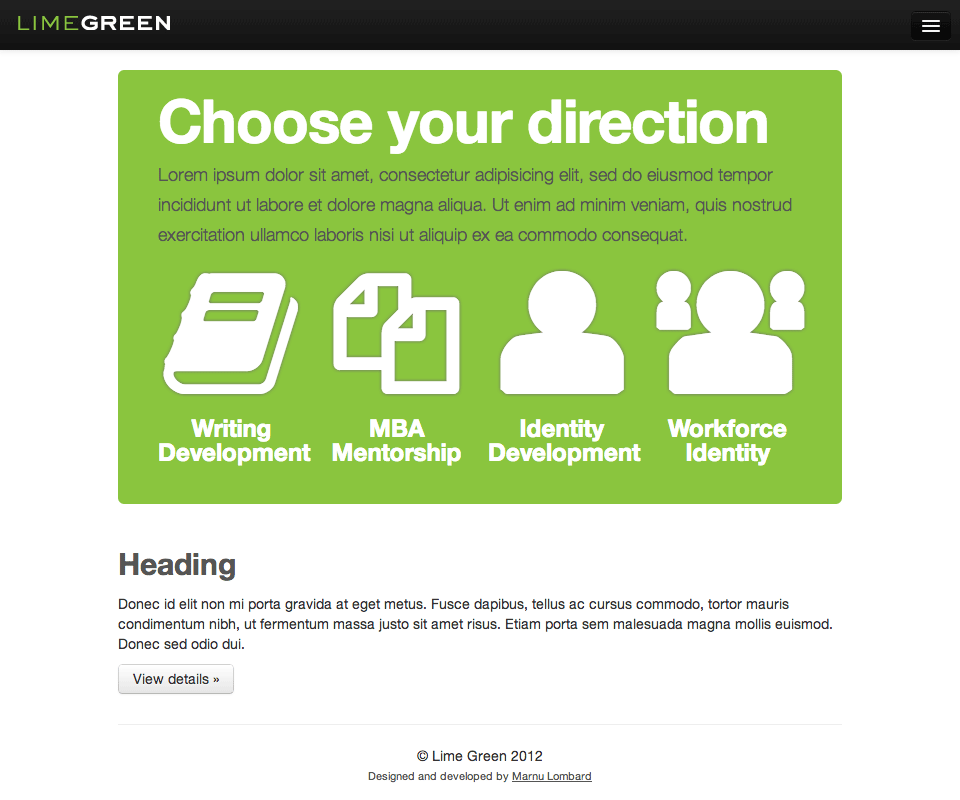 LIMEGREEN
Choose your direction
Lorem ipsum dolor sit amet, consectetur adipisicing elit, sed do eiusmod tempor
incididunt ut labore et dolore magna aliqua. Ut enim ad minim veniam, quis nostrud
exercitation ullamco laboris nisi ut aliquip ex ea commodo consequat.
Writing
Development
MBA
Mentorship
Identity
Development
Workforce
Identity
Heading
Donec id elit non mi porta gravida at eget metus. Fusce dapibus, tellus ac cursus commodo, tortor mauris
condimentum nibh, ut fermentum massa justo sit amet risus. Etiam porta sem malesuada magna mollis euismod.
Donec sed odio dui.
View details »
© Lime Green 2012
Designed and developed by Marnu Lombard